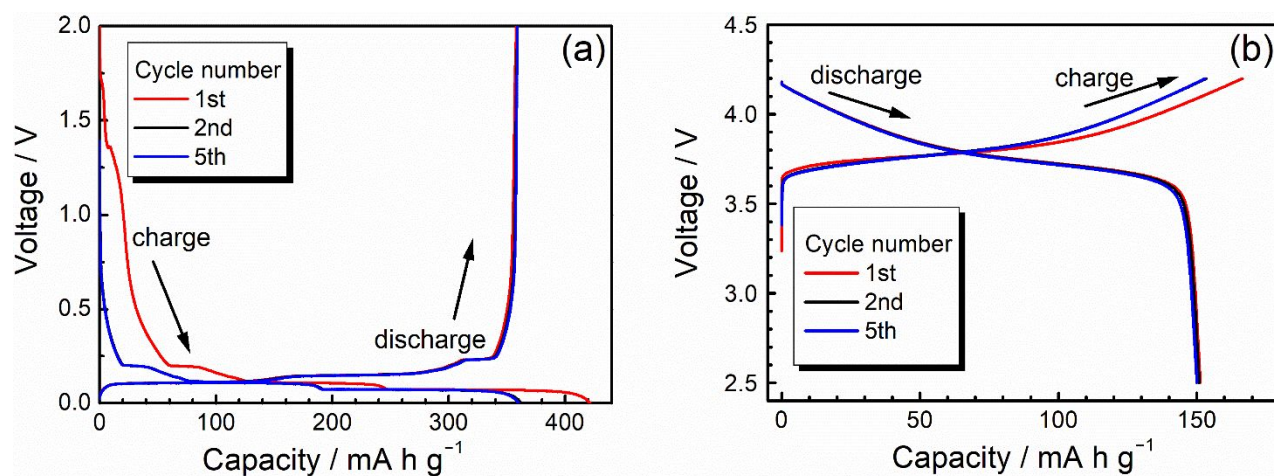 (a)
Voltage / V
2.0
1.5
1.0
0.5
0.0
Cycle number
1st
2nd
5th
charge
discharge
0
100
200
300
400
Capacity / mA h g⁻¹
(b)
Voltage / V
4.5
4.0
3.5
3.0
2.5
discharge
charge
Cycle number
1st
2nd
5th
0
50
100
150
Capacity / mA h g⁻¹